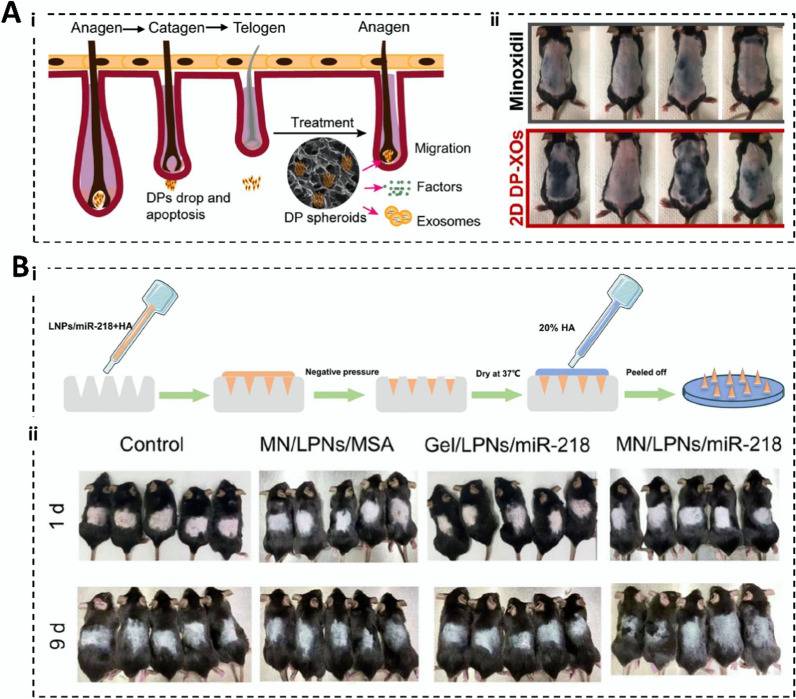 A
i
Anagen
Catagen
Telogen
Anagen
Treatment
Migration
Factors
Exosomes
DPs drop and
apoptosis
DP spheroids
ii
Minoxidil
2D DP-XOs
B
i
LNPs/miR-218+HA
Negative pressure
Dry at 37℃
20% HA
Peeled off
ii
Control
MN/LPNs/MSA
Gel/LPNs/miR-218
MN/LPNs/miR-218
1 d
9 d